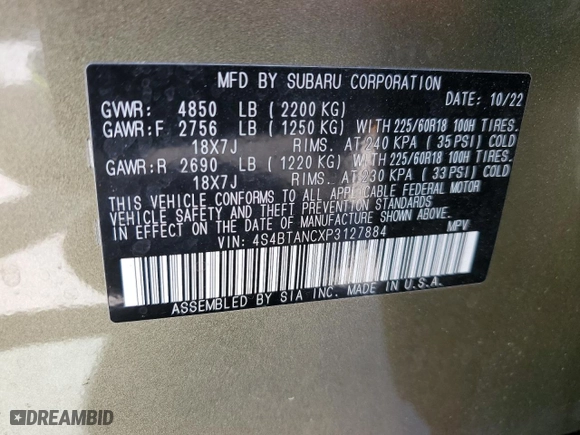 MFD BY SUBARU CORPORATION
GVWR: 4850 LB (2200 KG) DATE: 10/22
GAWR:F 2756 LB (1250 KG) WITH 225/60R18 100H TIRES.
18X7J RIMS. AT 240 KPA (35 PSI) COLD
GAWR:R 2690 LB (1220 KG) WITH 225/60R18 100H TIRES.
18X7J RIMS. AT 230 KPA (33 PSI) COLD
THIS VEHICLE CONFORMS TO ALL APPLICABLE FEDERAL MOTOR
VEHICLE SAFETY AND THEFT PREVENTION STANDARDS IN EFFECT
ON THE DATE OF MANUFACTURE SHOWN ABOVE.
VIN: 4S4BTANCXP3127884 MPV
ASSEMBLED BY SIA INC. MADE IN U.S.A.
DREAMBID